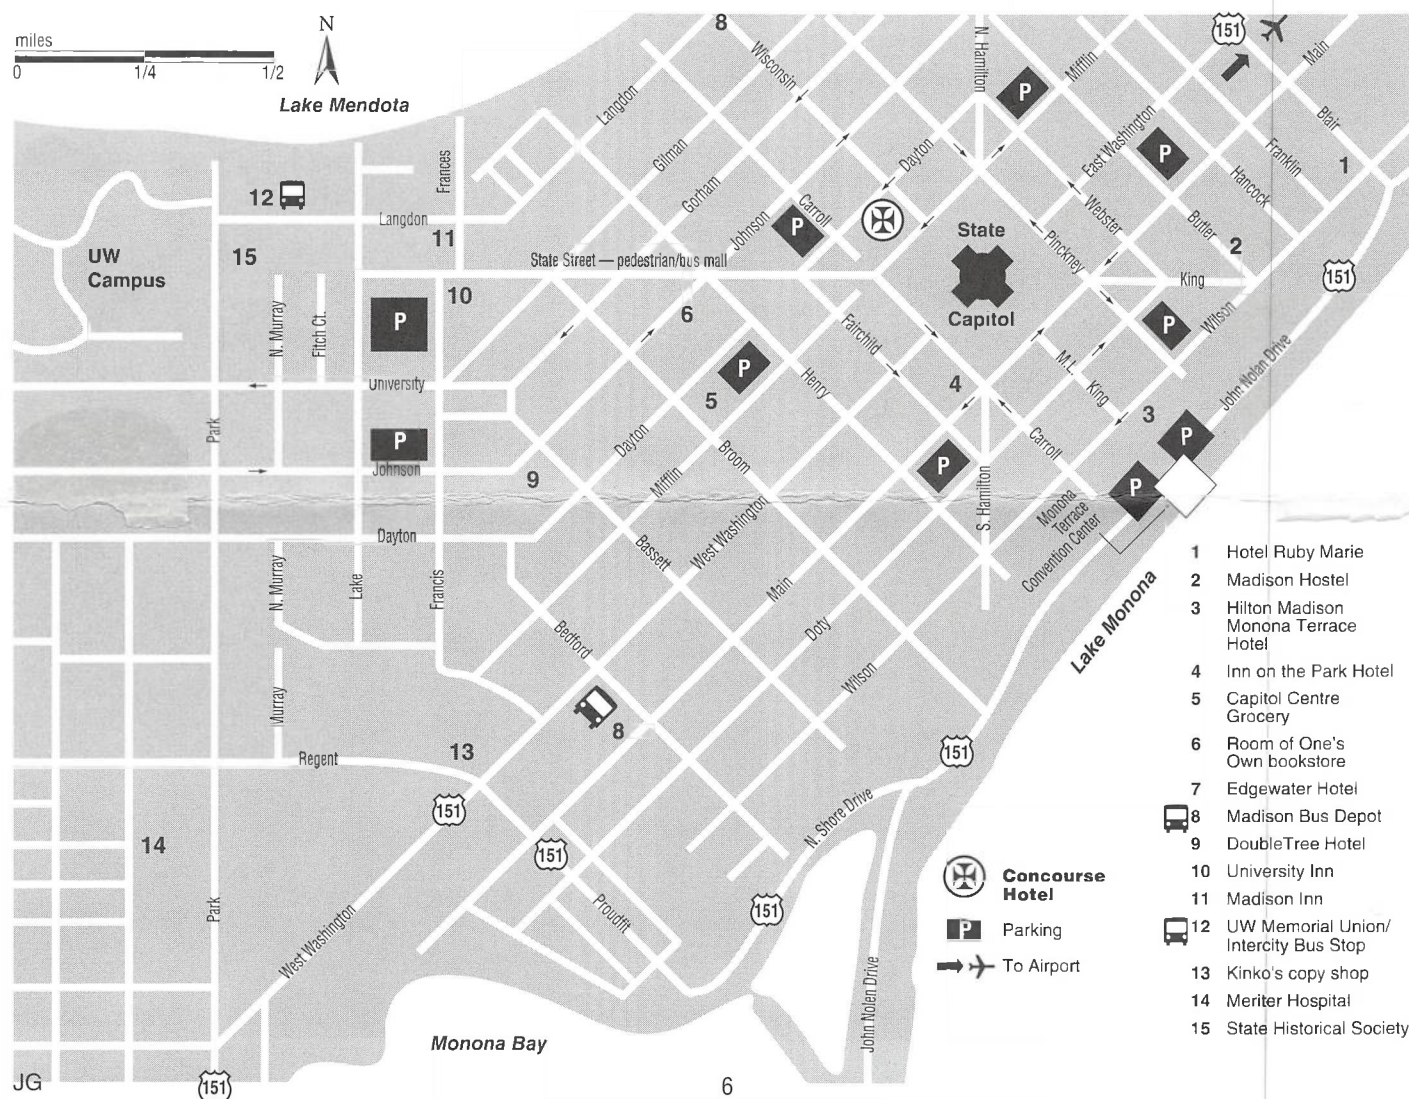 miles
0 1/4 1/2
N
Lake Mendota
8
151
Wisconsin
N. Hamilton
Mifflin
Main
P
Langdon
Blair
East Washington
Gilman
Dayton
P
Franklin
1
Frances
12
Hancock
Gorham
Carroll
Webster
Butler
Langdon
11
Johnson
P
State
Capitol
Pinckney
2
UW
Campus
15
State Street — pedestrian/bus mall
King
151
10
6
P
N. Murray
Fitch Ct.
P
Fairchild
Wilson
P
Henry
4
M.L.
King
John Nolan Drive
University
5
3
Park
P
Dayton
Broom
Carroll
P
Johnson
9
Mifflin
P
S. Hamilton
P
Monona
Terrace
Convention Center
Dayton
West Washington
Bassett
N. Murray
Lake
Francis
Main
Lake Monona
Bedford
Doty
Wilson
Murray
8
13
Regent
151
151
N. Shore Drive
14
151
Park
Proudfit
151
West Washington
John Nolen Drive
Monona Bay
151
1 Hotel Ruby Marie
2 Madison Hostel
3 Hilton Madison
Monona Terrace
Hotel
4 Inn on the Park Hotel
5 Capitol Centre
Grocery
6 Room of One's
Own bookstore
7 Edgewater Hotel
8 Madison Bus Depot
9 DoubleTree Hotel
10 University Inn
11 Madison Inn
12 UW Memorial Union/
Intercity Bus Stop
13 Kinko's copy shop
14 Meriter Hospital
15 State Historical Society
Concourse
Hotel
P Parking
To Airport
JG
6